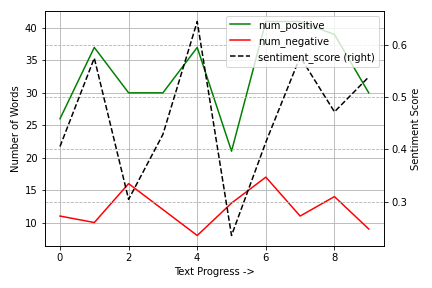 num_positive
num_negative
sentiment_score (right)
Number of Words
40
35
30
25
20
15
10
0.6
0.5
0.4
0.3
Sentiment Score
0 2 4 6 8
Text Progress ->